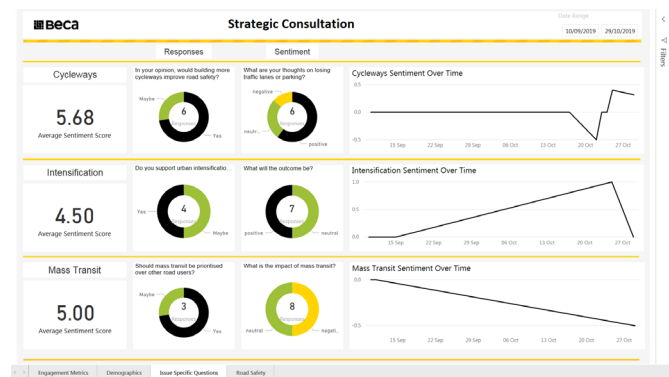 Beca
Strategic Consultation
Date Range
10/09/2019 29/10/2019
Filters
Responses Sentiment
Cycleways
5.68
Average Sentiment Score
In your opinion, would building more
cycleways improve road safety?
Maybe
6
Responses
Yes
What are your thoughts on losing
traffic lanes or parking?
negative
6
Responses
neutr...
positive
Cycleways Sentiment Over Time
0.5
0.0
-0.5
15 Sep 22 Sep 29 Sep 06 Oct 13 Oct 20 Oct 27 Oct
Intensification
4.50
Average Sentiment Score
Do you support urban intensificatio...
Yes
4
Responses
Maybe
What will the outcome be?
7
Responses
positive
neutral
Intensification Sentiment Over Time
1.0
0.5
0.0
15 Sep 22 Sep 29 Sep 06 Oct 13 Oct 20 Oct 27 Oct
Mass Transit
5.00
Average Sentiment Score
Should mass transit be prioritised
over other road users?
Maybe
3
Responses
Yes
What is the impact of mass transit?
8
Responses
neutral
negati...
Mass Transit Sentiment Over Time
0.0
-0.5
15 Sep 22 Sep 29 Sep 06 Oct 13 Oct 20 Oct 27 Oct
Engagement Metrics Demographics Issue Specific Questions Road Safety